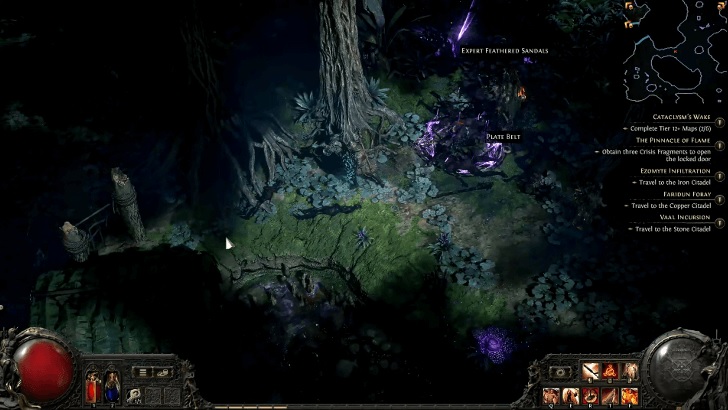 Expert Feathered Sandals
Plate Belt
Cataclysm's Wake
Complete Tier 12+ Maps (2/6)
The Pinnacle of Flame
Obtain three Crisis Fragments to open
the locked door
Ezomyte Infiltration
Travel to the Iron Citadel
Faridun Foray
Travel to the Copper Citadel
Vaal Incursion
Travel to the Stone Citadel